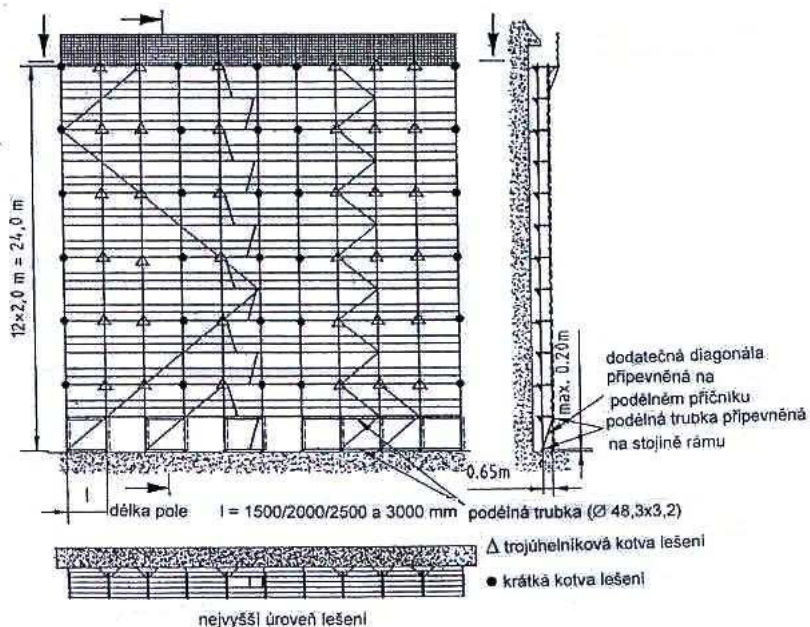 12×2,0 m = 24,0 m
max. 0.20m
dodatečná diagonála
připevněná na
podélném příčniku
podélná trubka připevněná
na stojině rámu
0.65m
l
délka pole l = 1500/2000/2500 a 3000 mm
podélná trubka (Ø 48,3x3,2)
Δ trojúhelníková kotva lešení
● krátká kotva lešení
nejvyšší úroveň lešení